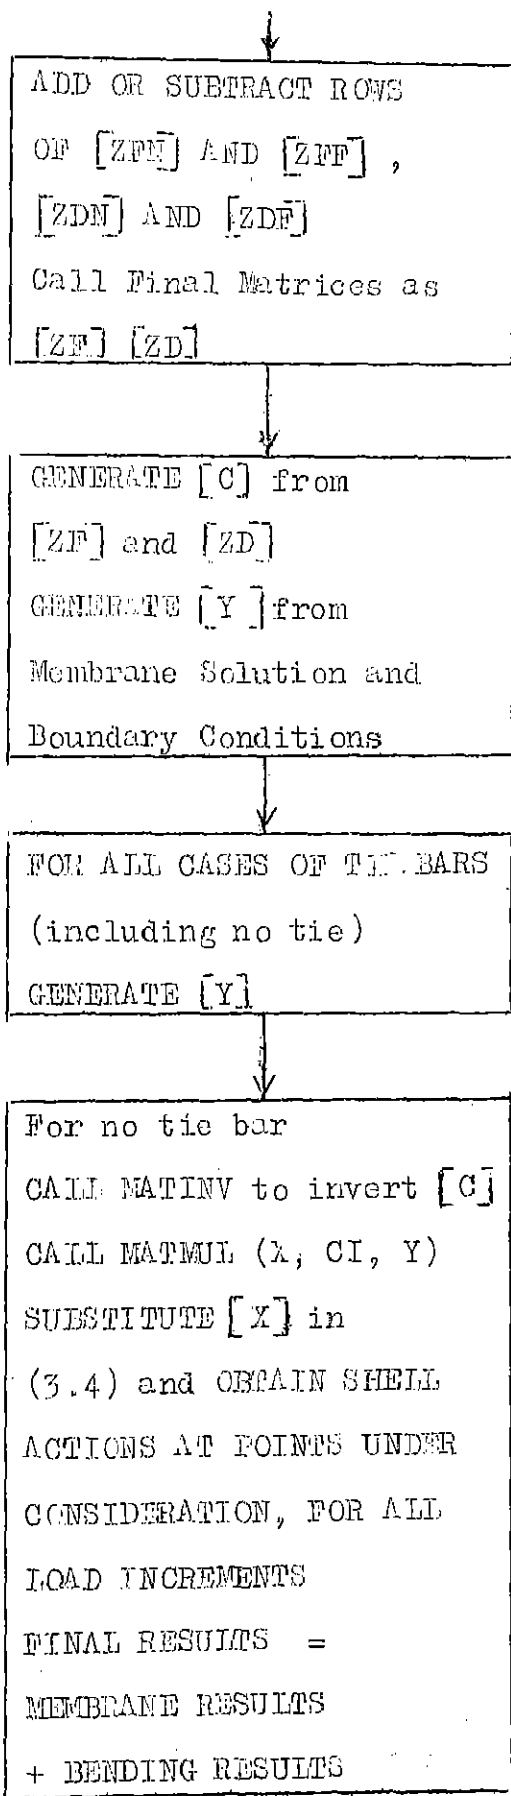 ADD OR SUBTRACT ROWS
OF [ZFN] AND [ZFF] ,
[ZDN] AND [ZDF]
Call Final Matrices as
[ZF] [ZD]
GENERATE [C] from
[ZF] and [ZD]
GENERATE [Y] from
Membrane Solution and
Boundary Conditions
FOR ALL CASES OF BARS
(including no tie)
GENERATE [Y]
For no tie bar
CALL MATINV to invert [C]
CALL MATMUL (X, CI, Y)
SUBSTITUTE [X] in
(3.4) and OBTAIN SHELL
ACTIONS AT POINTS UNDER
CONSIDERATION, FOR ALL
LOAD INCREMENTS
FINAL RESULTS =
MEMBRANE RESULTS
+ BENDING RESULTS